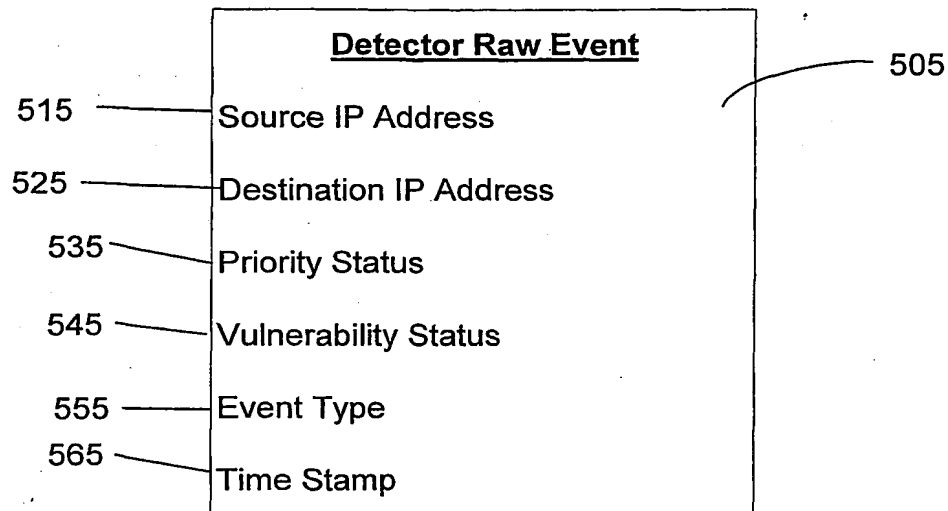 Detector Raw Event
505
515 Source IP Address
525 Destination IP Address
535 Priority Status
545 Vulnerability Status
555 Event Type
565 Time Stamp